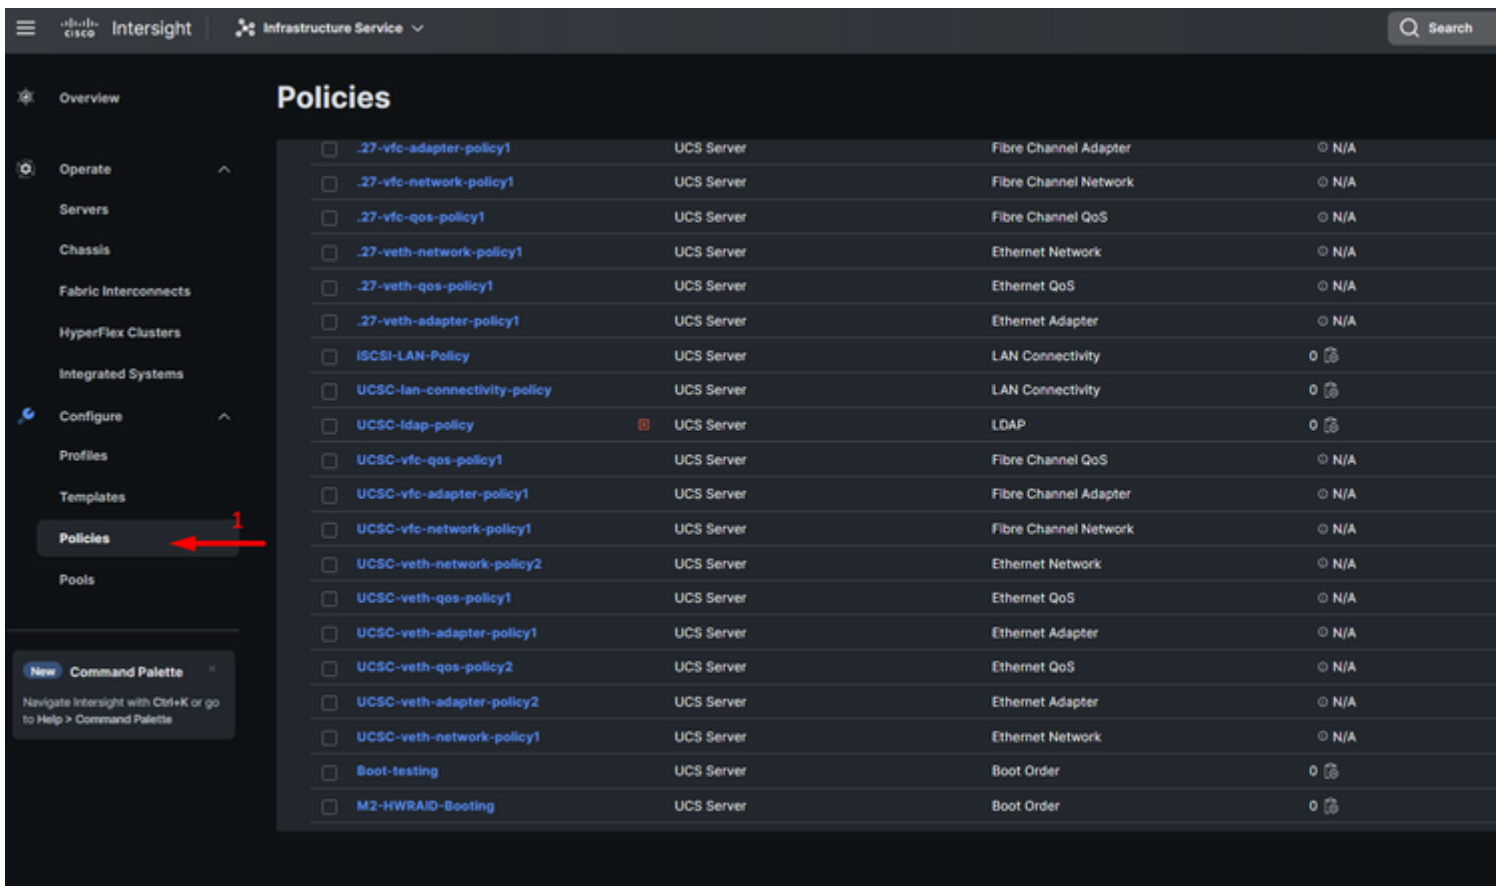 cisco Intersight
Infrastructure Service
Search
Overview
Operate
Servers
Chassis
Fabric Interconnects
HyperFlex Clusters
Integrated Systems
Configure
Profiles
Templates
Policies
1
Pools
New Command Palette ×
Navigate Intersight with Ctrl+K or go
to Help > Command Palette
Policies
.27-vfc-adapter-policy1 UCS Server Fibre Channel Adapter N/A
.27-vfc-network-policy1 UCS Server Fibre Channel Network N/A
.27-vfc-qos-policy1 UCS Server Fibre Channel QoS N/A
.27-veth-network-policy1 UCS Server Ethernet Network N/A
.27-veth-qos-policy1 UCS Server Ethernet QoS N/A
.27-veth-adapter-policy1 UCS Server Ethernet Adapter N/A
iSCSI-LAN-Policy UCS Server LAN Connectivity 0
UCSC-lan-connectivity-policy UCS Server LAN Connectivity 0
UCSC-ldap-policy UCS Server LDAP 0
UCSC-vfc-qos-policy1 UCS Server Fibre Channel QoS N/A
UCSC-vfc-adapter-policy1 UCS Server Fibre Channel Adapter N/A
UCSC-vfc-network-policy1 UCS Server Fibre Channel Network N/A
UCSC-veth-network-policy2 UCS Server Ethernet Network N/A
UCSC-veth-qos-policy1 UCS Server Ethernet QoS N/A
UCSC-veth-adapter-policy1 UCS Server Ethernet Adapter N/A
UCSC-veth-qos-policy2 UCS Server Ethernet QoS N/A
UCSC-veth-adapter-policy2 UCS Server Ethernet Adapter N/A
UCSC-veth-network-policy1 UCS Server Ethernet Network N/A
Boot-testing UCS Server Boot Order 0
M2-HWRAID-Booting UCS Server Boot Order 0